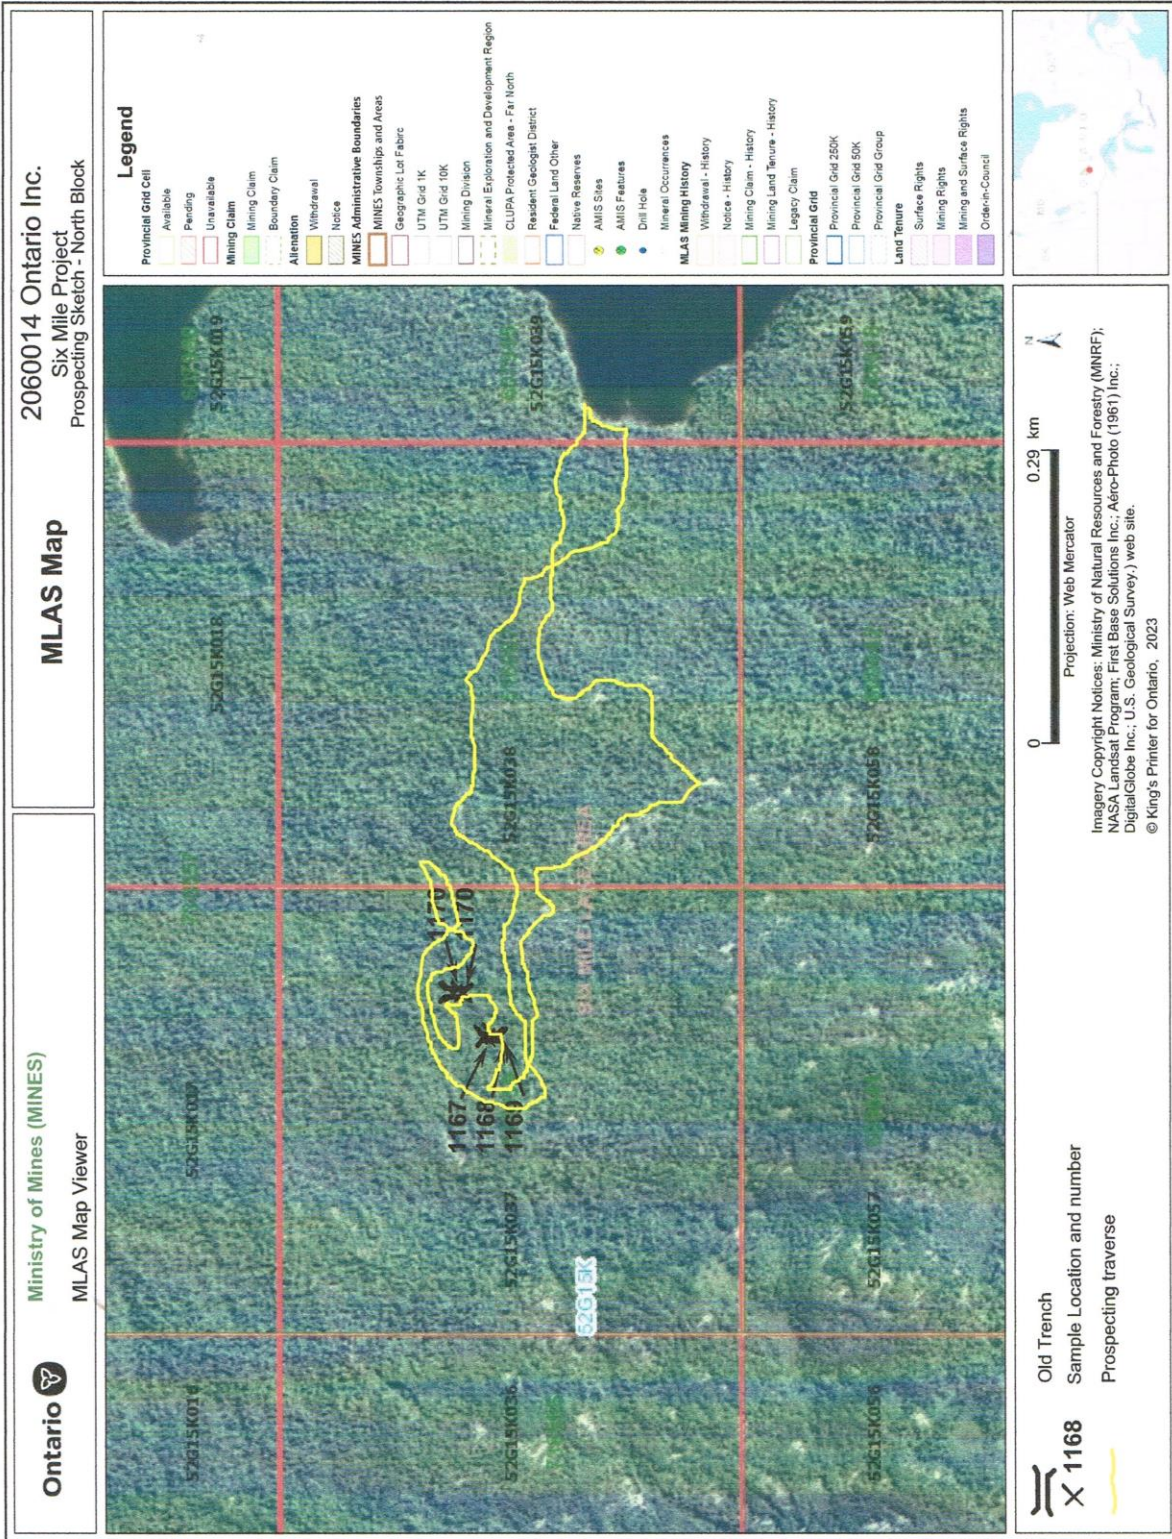 Ontario
Ministry of Mines (MINES)
MLAS Map Viewer
MLAS Map
2060014 Ontario Inc.
Six Mile Project
Prospecting Sketch - North Block
52G15K016
52G15K018
52G15K019
52G15K036
52G15K037
52G15K038
52G15K039
52G15K
1167
1168
1169
1170
1170
52G15K056
52G15K057
52G15K058
52G15K059
Legend
Provincial Grid Cell
Available
Pending
Unavailable
Mining Claim
Mining Claim
Boundary Claim
Alienation
Withdrawal
Notice
MINES Administrative Boundaries
MINES Townships and Areas
Geographic Lot Fabirc
UTM Grid 1K
UTM Grid 10K
Mining Division
Mineral Exploration and Development Region
CLUPA Protected Area - Far North
Resident Geologist District
Federal Land Other
Native Reserves
AMIS Sites
AMIS Features
Drill Hole
Mineral Occurrences
MLAS Mining History
Withdrawal - History
Notice - History
Mining Claim - History
Mining Land Tenure - History
Legacy Claim
Provincial Grid
Provincial Grid 250K
Provincial Grid 50K
Provincial Grid Group
Land Tenure
Surface Rights
Mining Rights
Mining and Surface Rights
Order-in-Council
Old Trench
1168 Sample Location and number
Prospecting traverse
0 0.29 km
N
Projection: Web Mercator
Imagery Copyright Notices: Ministry of Natural Resources and Forestry (MNRF);
NASA Landsat Program; First Base Solutions Inc.; Aéro-Photo (1961) Inc.;
DigitalGlobe Inc.; U.S. Geological Survey.) web site.
© King's Printer for Ontario, 2023